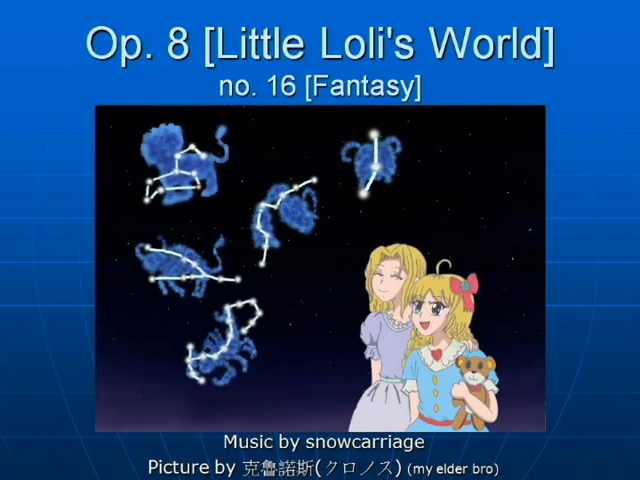 Op. 8 [Little Loli's World]
no. 16 [Fantasy]
Music by snowcarriage
Picture by 克魯諾斯(クロノス) (my elder bro)